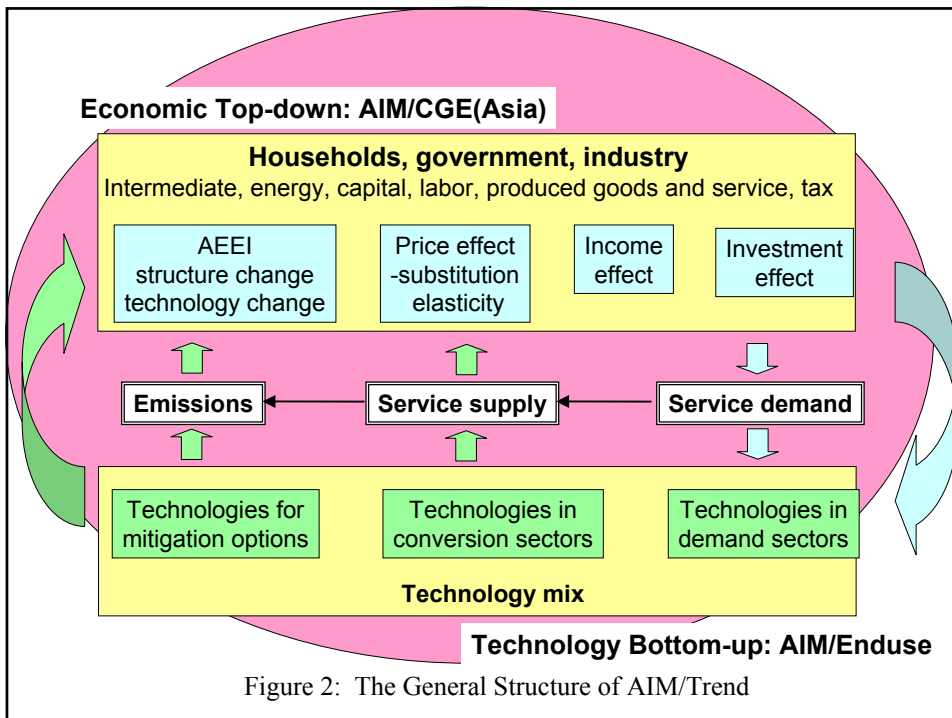 Economic Top-down: AIM/CGE(Asia)
Households, government, industry
Intermediate, energy, capital, labor, produced goods and service, tax
AEEI
structure change
technology change
Price effect
-substitution
elasticity
Income
effect
Investment
effect
Emissions
Service supply
Service demand
Technologies for
mitigation options
Technologies in
conversion sectors
Technologies in
demand sectors
Technology mix
Technology Bottom-up: AIM/Enduse
Figure 2: The General Structure of AIM/Trend